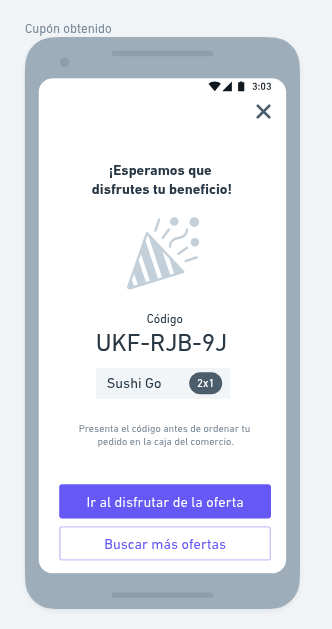 Cupón obtenido
3:03
¡Esperamos que
disfrutes tu beneficio!
Código
UKF-RJB-9J
Sushi Go 2x1
Presenta el código antes de ordenar tu
pedido en la caja del comercio.
Ir al disfrutar de la oferta
Buscar más ofertas